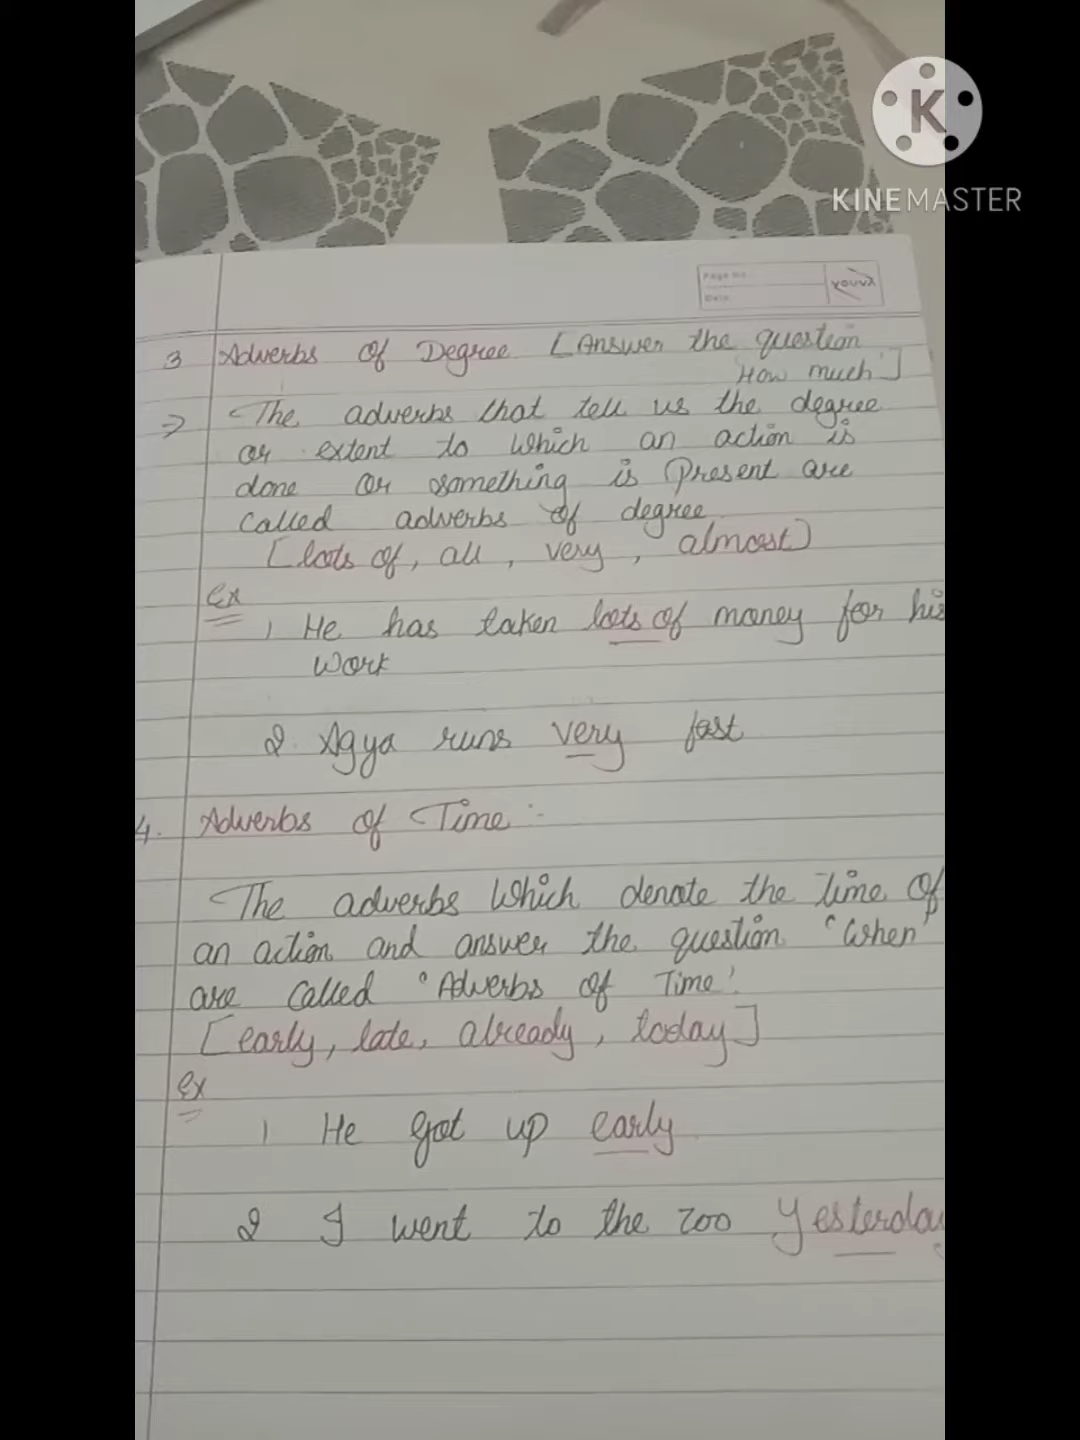 K
KINEMASTER
Page No.
Date
YOUVA
3 Adverbs of Degree [Answer the question
'How much']
⇒ The adverbs that tell us the degree
or extent to which an action is
done or something is present are
called adverbs of degree
[lots of, all, very, almost]
Ex
1 He has taken lots of money for his
work
2. Agya runs very fast
4. Adverbs of Time :-
The adverbs which denote the time of
an action and answer the question 'When'
are called 'Adverbs of Time'.
[early, late, already, today]
Ex
1 He got up early
2 I went to the zoo yesterday